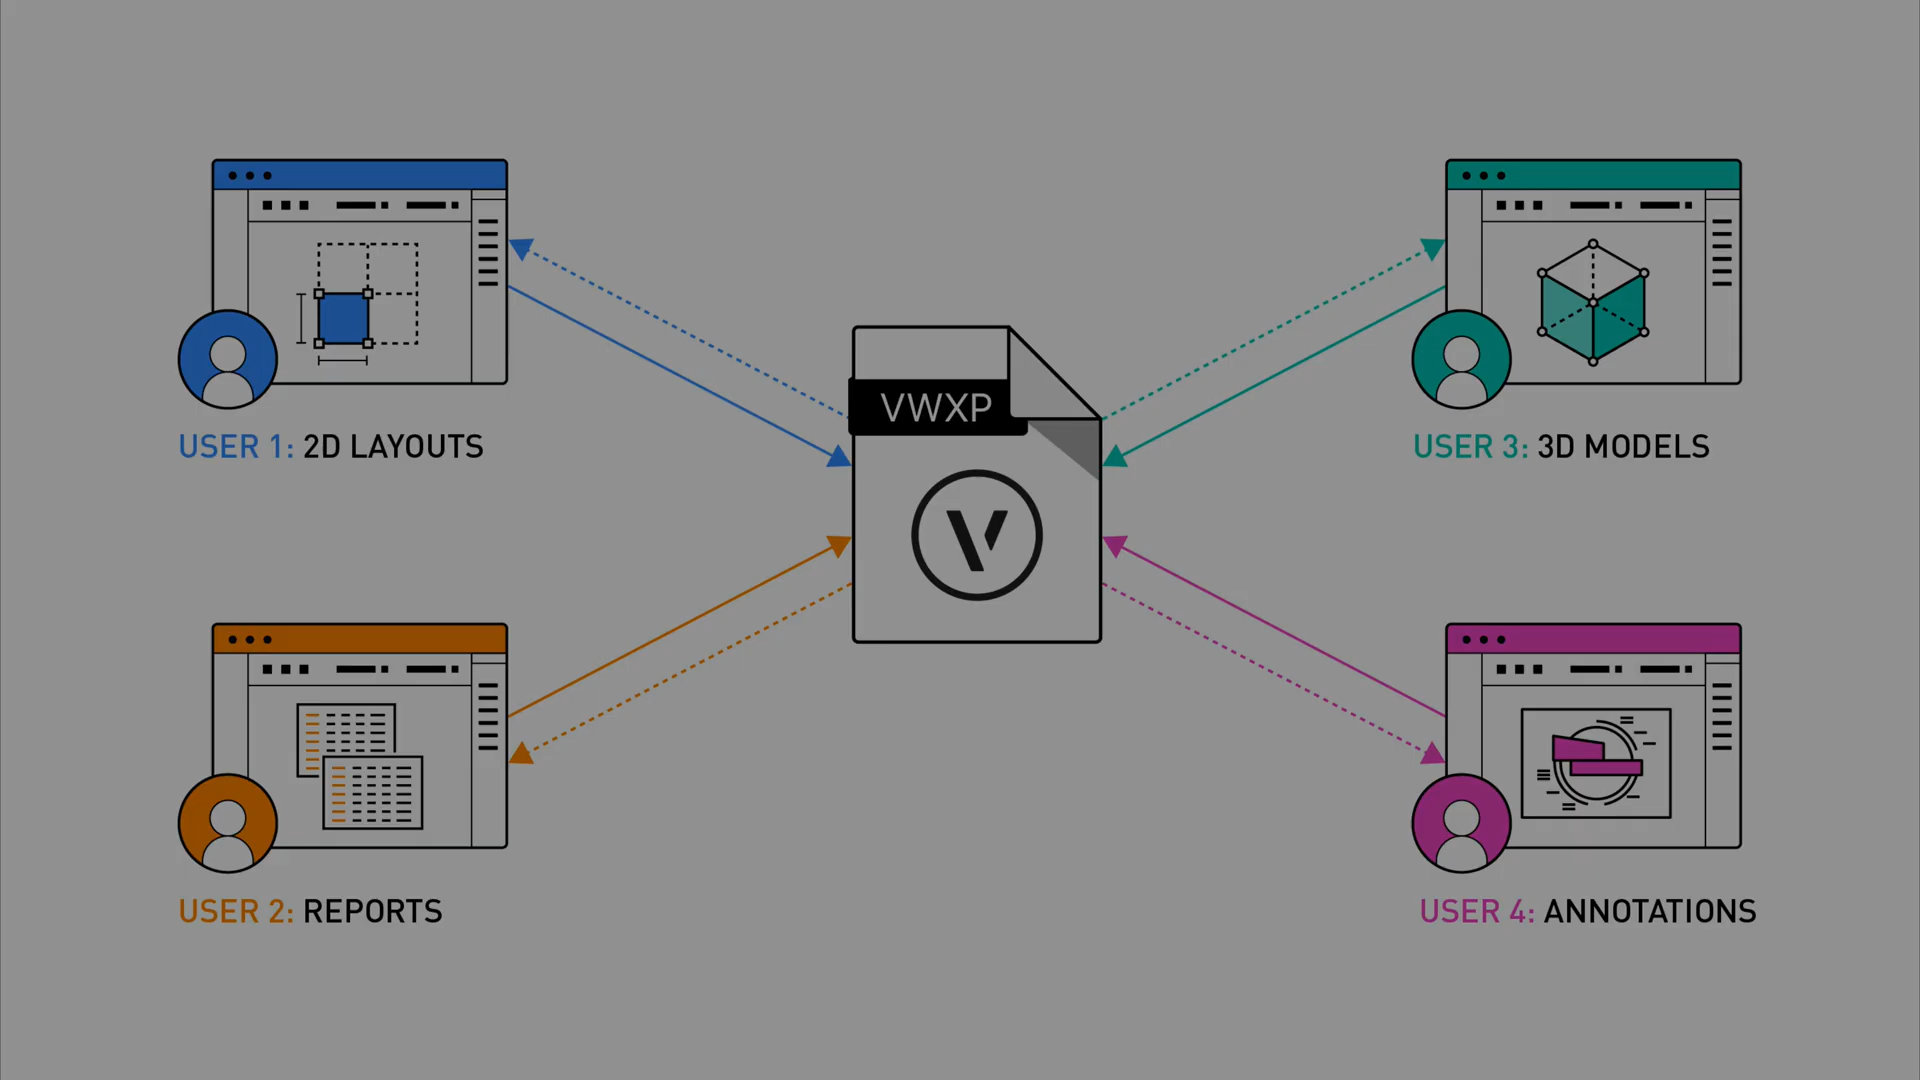 VWXP
USER 1: 2D LAYOUTS
USER 3: 3D MODELS
USER 2: REPORTS
USER 4: ANNOTATIONS